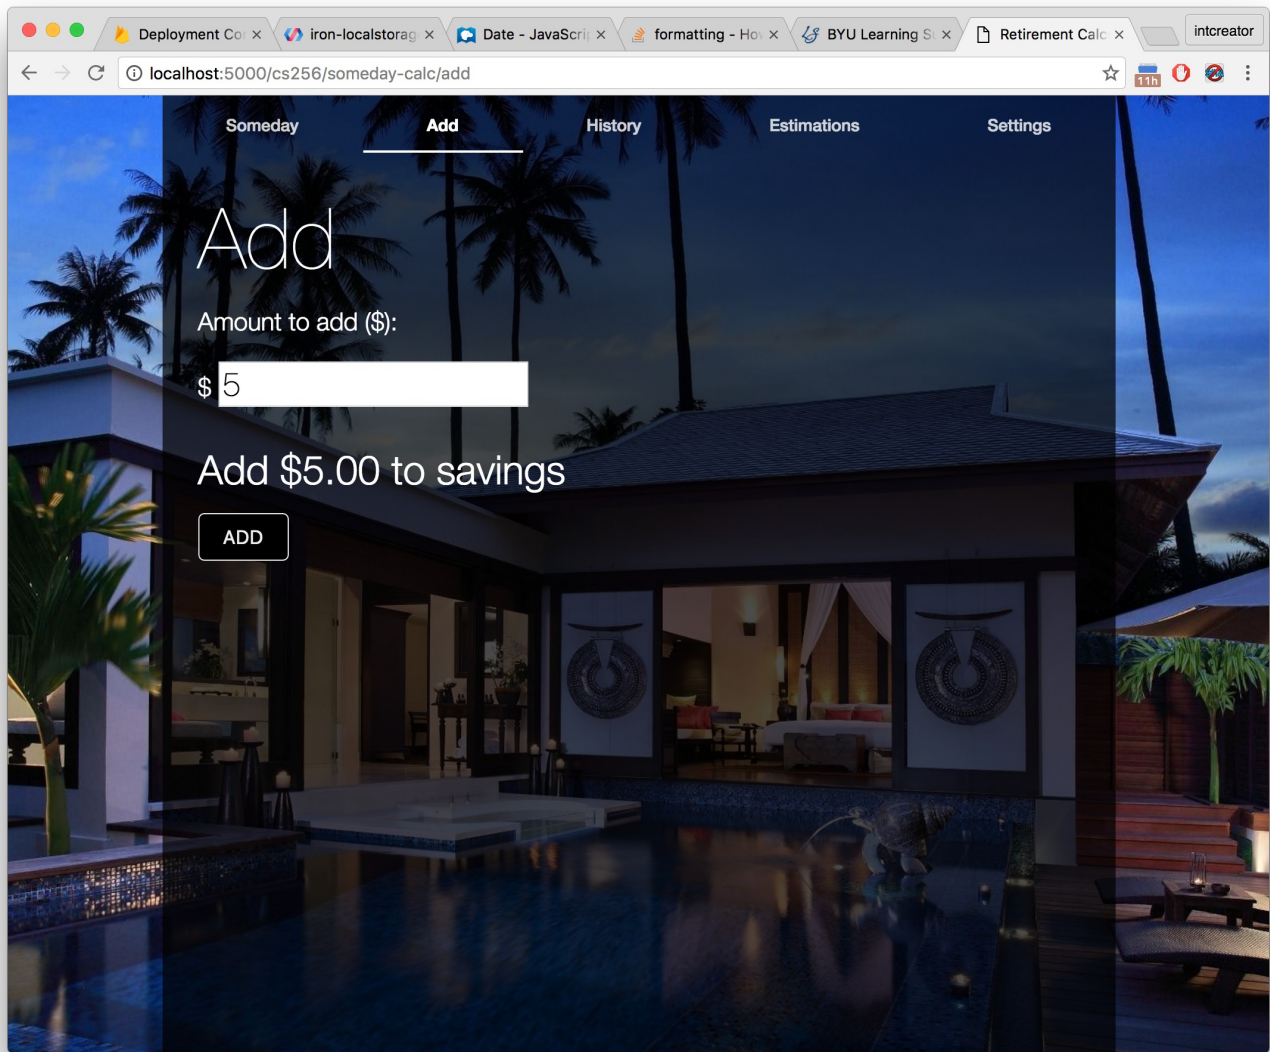 Deployment Co
iron-localstorag
Date - JavaScrip
formatting - Ho
BYU Learning S
Retirement Calc
intcreator
localhost:5000/cs256/someday-calc/add
11h
Someday
Add
History
Estimations
Settings
Add
Amount to add ($):
$ 5
Add $5.00 to savings
ADD